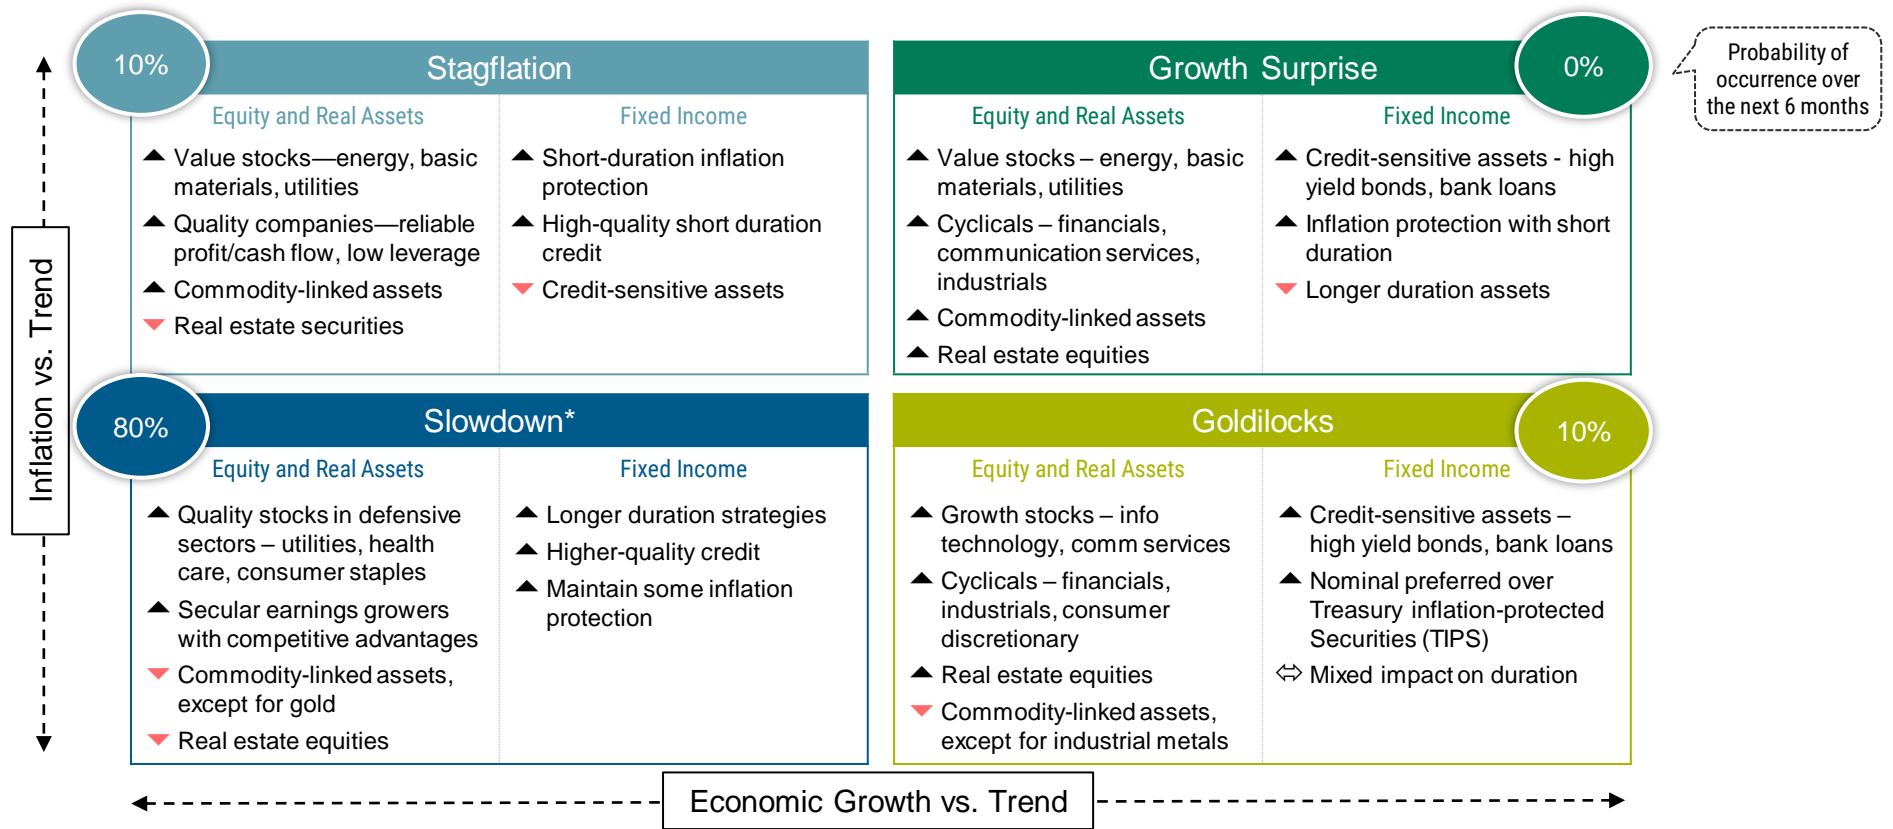 Inflation vs. Trend
10%
Stagflation
Equity and Real Assets
Value stocks—energy, basic
materials, utilities
Quality companies—reliable
profit/cash flow, low leverage
Commodity-linked assets
Real estate securities
Fixed Income
Short-duration inflation
protection
High-quality short duration
credit
Credit-sensitive assets
Growth Surprise
0%
Equity and Real Assets
Value stocks – energy, basic
materials, utilities
Cyclicals – financials,
communication services,
industrials
Commodity-linked assets
Real estate equities
Fixed Income
Credit-sensitive assets - high
yield bonds, bank loans
Inflation protection with short
duration
Longer duration assets
Probability of
occurrence over
the next 6 months
80%
Slowdown*
Equity and Real Assets
Quality stocks in defensive
sectors – utilities, health
care, consumer staples
Secular earnings growers
with competitive advantages
Commodity-linked assets,
except for gold
Real estate equities
Fixed Income
Longer duration strategies
Higher-quality credit
Maintain some inflation
protection
Goldilocks
10%
Equity and Real Assets
Growth stocks – info
technology, comm services
Cyclicals – financials,
industrials, consumer
discretionary
Real estate equities
Commodity-linked assets,
except for industrial metals
Fixed Income
Credit-sensitive assets –
high yield bonds, bank loans
Nominal preferred over
Treasury inflation-protected
Securities (TIPS)
Mixed impact on duration
Economic Growth vs. Trend